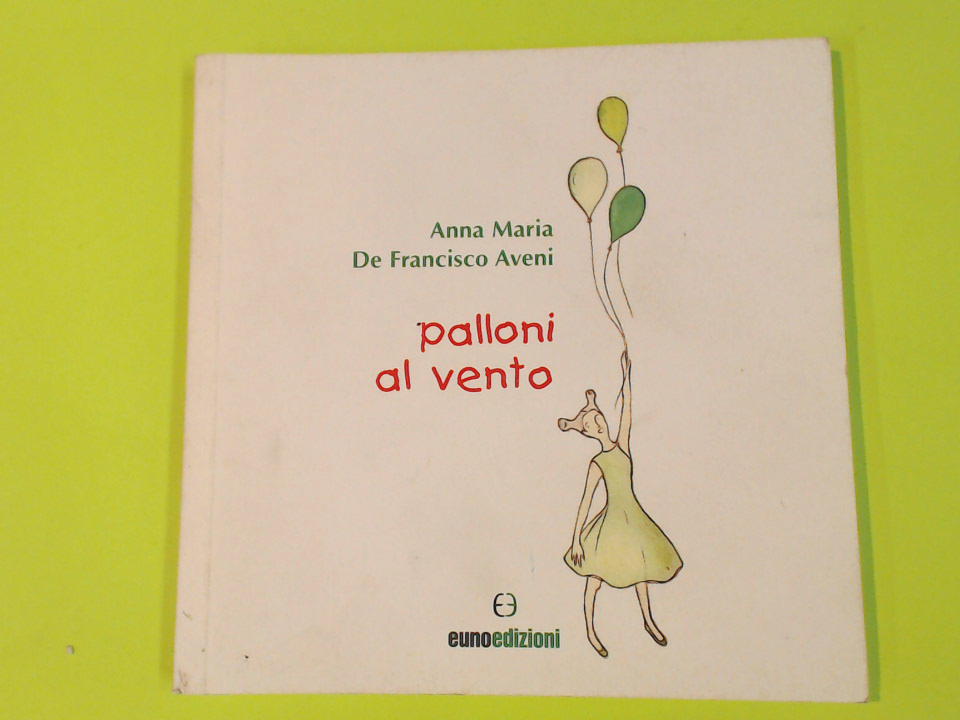 Anna Maria
De Francisco Aveni
palloni
al vento
eunoedizioni